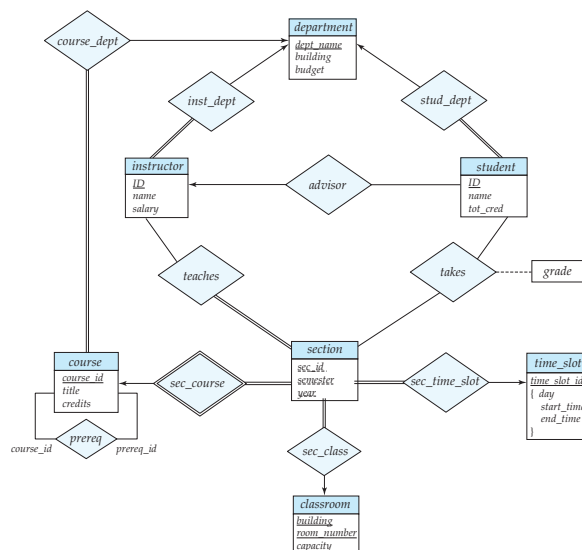 department
dept_name
building
budget
course_dept
inst_dept
stud_dept
instructor
ID
name
salary
advisor
student
ID
name
tot_cred
teaches
takes
grade
course
course_id
title
credits
sec_course
section
sec_id
semester
year
sec_time_slot
time_slot
time_slot_id
{ day
start_time
end_time
}
prereq
course_id
prereq_id
sec_class
classroom
building
room_number
capacity